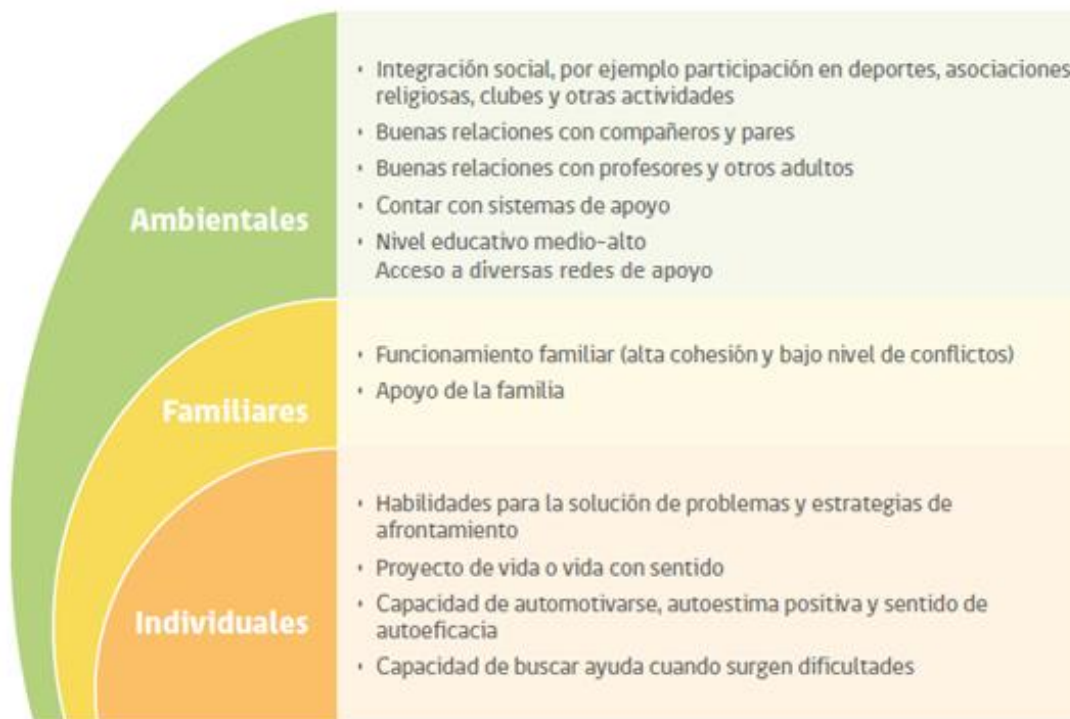 Ambientales
• Integración social, por ejemplo participación en deportes, asociaciones
religiosas, clubes y otras actividades
• Buenas relaciones con compañeros y pares
• Buenas relaciones con profesores y otros adultos
• Contar con sistemas de apoyo
• Nivel educativo medio-alto
Acceso a diversas redes de apoyo
Familiares
• Funcionamiento familiar (alta cohesión y bajo nivel de conflictos)
• Apoyo de la familia
Individuales
• Habilidades para la solución de problemas y estrategias de
afrontamiento
• Proyecto de vida o vida con sentido
• Capacidad de automotivarse, autoestima positiva y sentido de
autoeficacia
• Capacidad de buscar ayuda cuando surgen dificultades